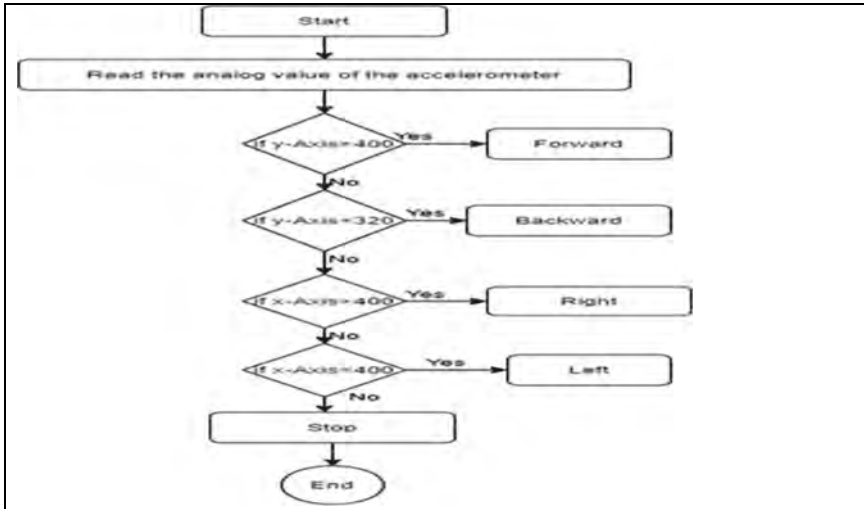 Start
Read the analog value of the accelerometer
if y-Axis>400
Yes
Forward
No
if y-Axis<320
Yes
Backward
No
if x-Axis>400
Yes
Right
No
if x-Axis<400
Yes
Left
No
Stop
End